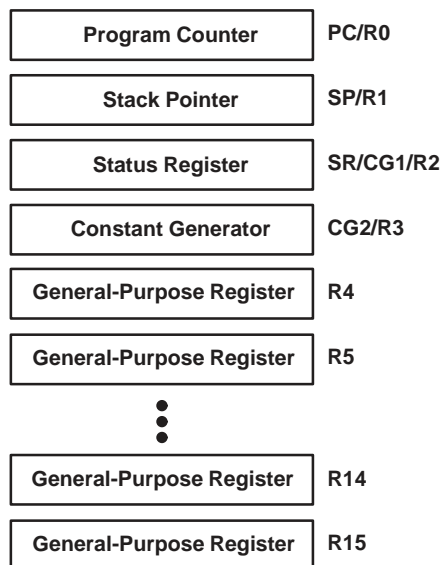 Program Counter PC/R0
Stack Pointer SP/R1
Status Register SR/CG1/R2
Constant Generator CG2/R3
General-Purpose Register R4
General-Purpose Register R5
General-Purpose Register R14
General-Purpose Register R15